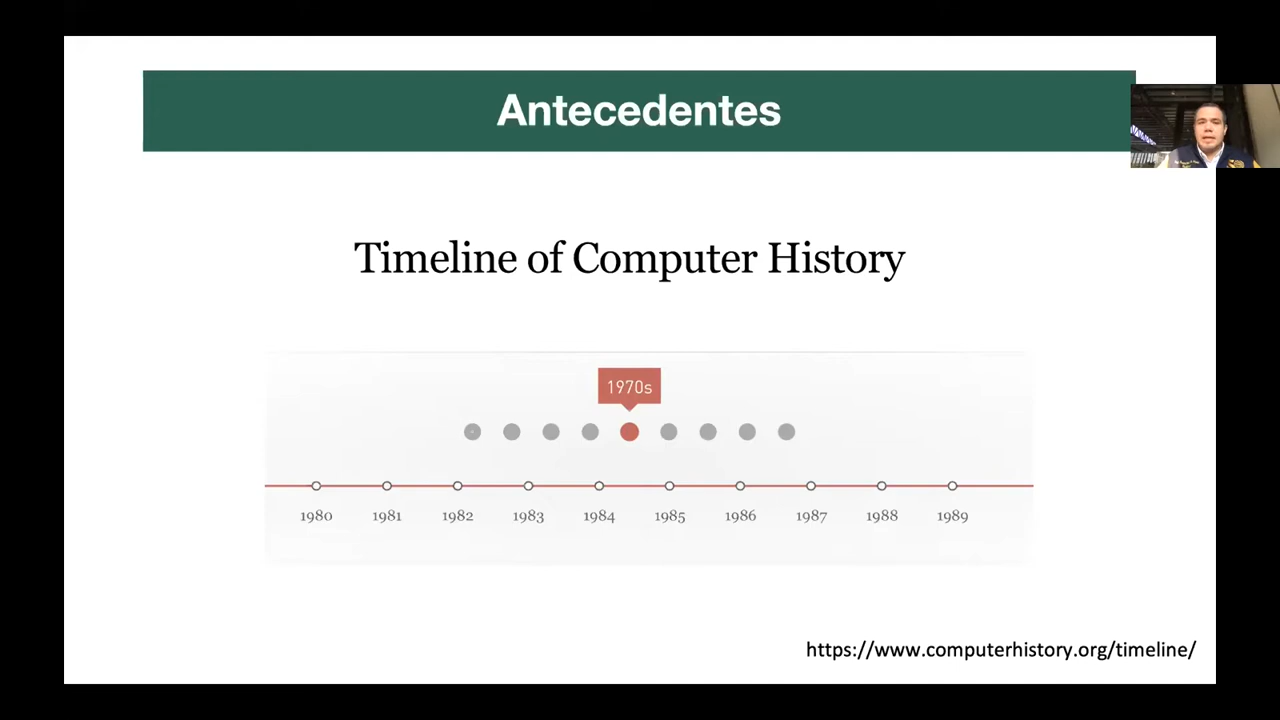 Antecedentes
Timeline of Computer History
1970s
1980 1981 1982 1983 1984 1985 1986 1987 1988 1989
https://www.computerhistory.org/timeline/